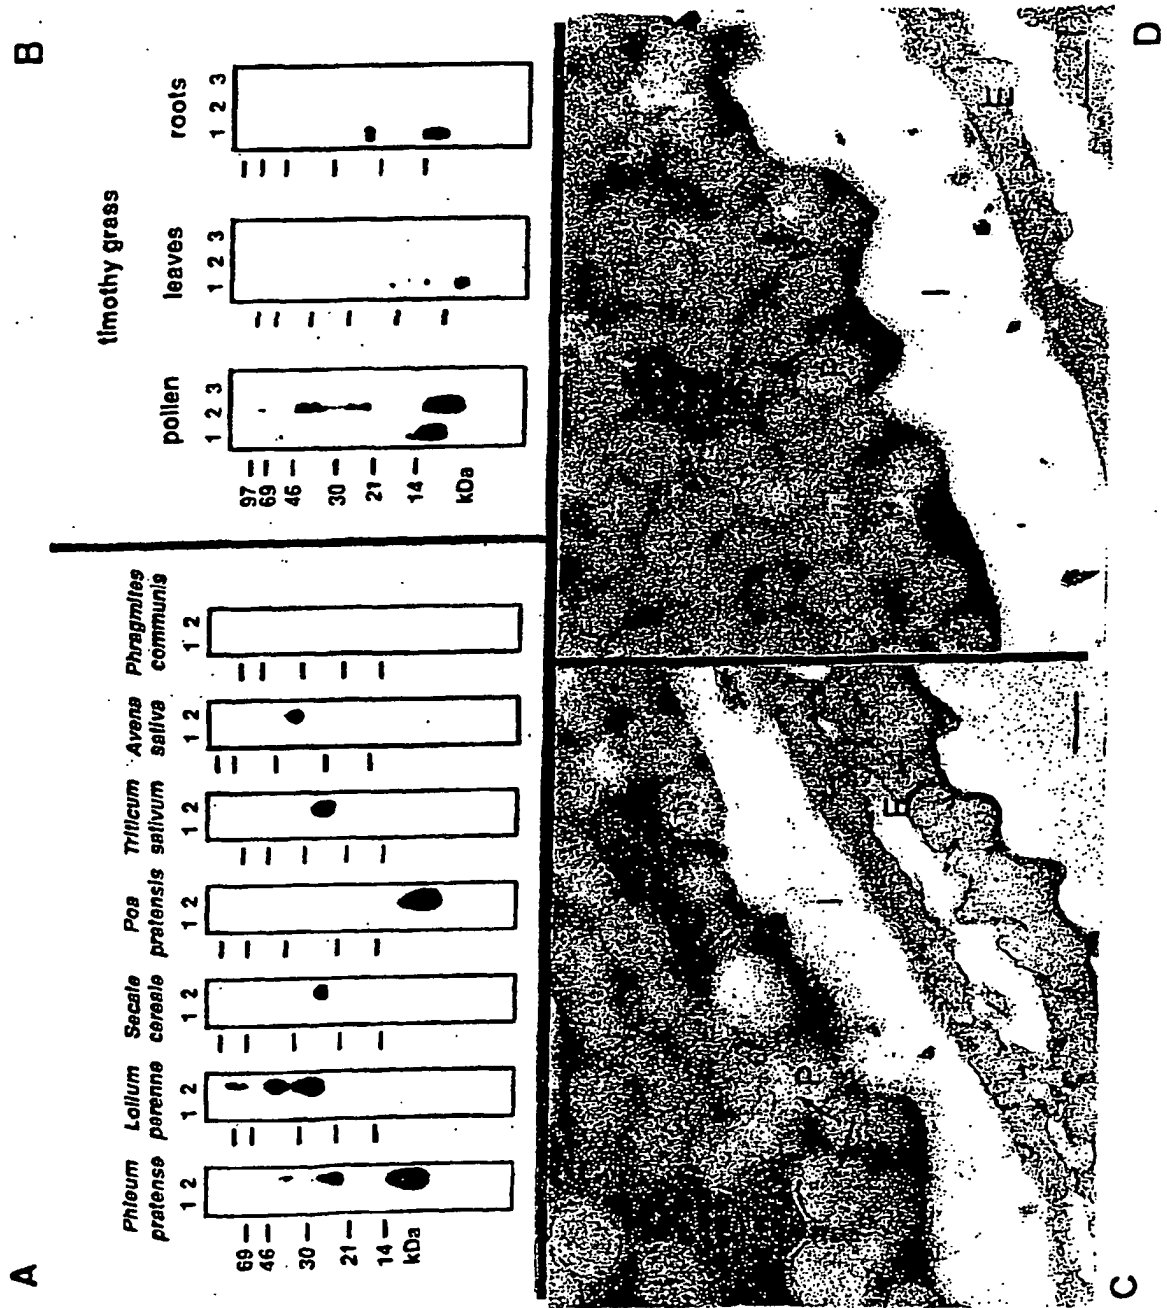 A
Phleum
pratense
1 2
69
46
30
21
14
kDa
Lolium
perenne
1 2
Secale
cereale
1 2
Poa
pratensis
1 2
Triticum
sativum
1 2
Avena
sativa
1 2
Phragmites
communis
1 2
B
timothy grass
pollen
1 2 3
97
69
46
30
21
14
kDa
leaves
1 2 3
roots
1 2 3
C
P
I
E
D
I
E